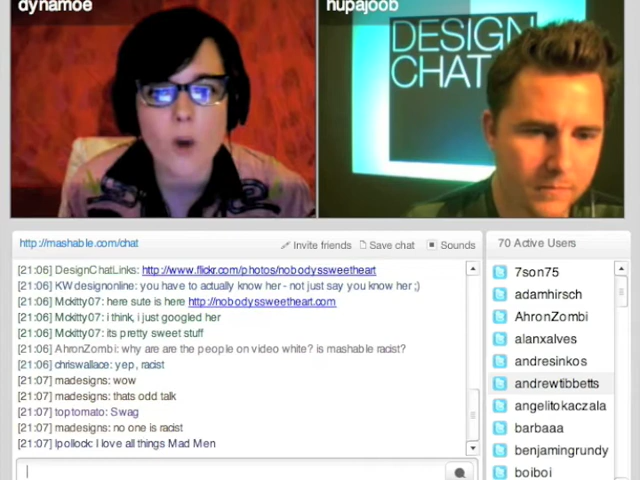 dynamoe
hupajoob
DESIGN
CHAT
http://mashable.com/chat
Invite friends Save chat Sounds
70 Active Users
[21:06] DesignChatLinks: http://www.flickr.com/photos/nobodyssweetheart
[21:06] KWdesignonline: you have to actually know her - not just say you know her ;)
[21:06] Mckitty07: here sute is here http://nobodyssweetheart.com
[21:06] Mckitty07: i think, i just googled her
[21:06] Mckitty07: its pretty sweet stuff
[21:06] AhronZombi: why are are the people on video white? is mashable racist?
[21:06] chriswallace: yep, racist
[21:07] madesigns: wow
[21:07] madesigns: thats odd talk
[21:07] toptomato: Swag
[21:07] madesigns: no one is racist
[21:07] lpollock: I love all things Mad Men
7son75
adamhirsch
AhronZombi
alanxalves
andresinkos
andrewtibbetts
angelitokaczala
barbaaa
benjamingrundy
boiboi